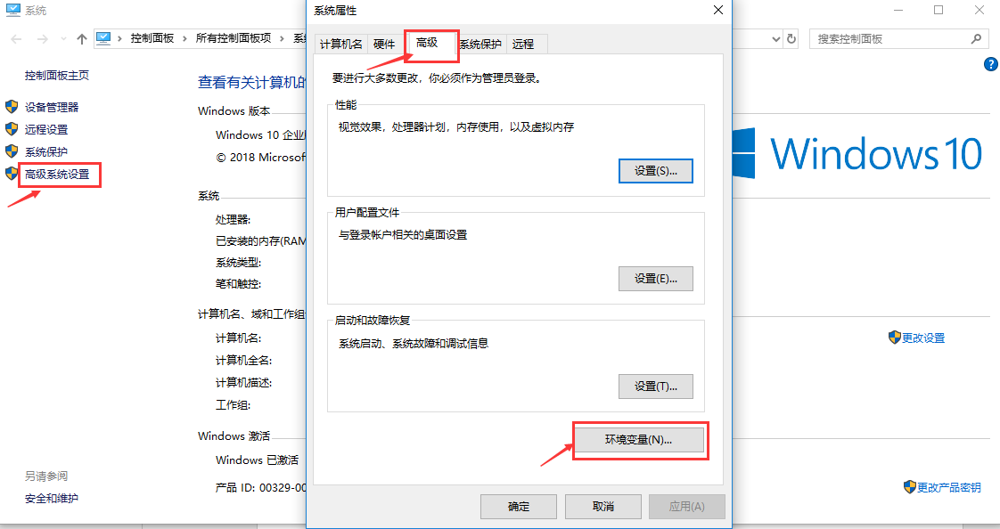 系统
控制面板
所有控制面板项
搜索控制面板
控制面板主页
设备管理器
远程设置
系统保护
高级系统设置
另请参阅
安全和维护
查看有关计算机的
Windows 版本
Windows 10 企业
© 2018 Microsoft
系统
处理器:
已安装的内存(RAM
系统类型:
笔和触控:
计算机名、域和工作组
计算机名:
计算机全名:
计算机描述:
工作组:
Windows 激活
Windows 已激活
产品 ID: 00329-00
系统属性
计算机名
硬件
高级
系统保护
远程
要进行大多数更改，你必须作为管理员登录。
性能
视觉效果，处理器计划，内存使用，以及虚拟内存
设置(S)...
用户配置文件
与登录帐户相关的桌面设置
设置(E)...
启动和故障恢复
系统启动、系统故障和调试信息
设置(T)...
环境变量(N)...
确定
取消
应用(A)
?
Windows 10
更改设置
更改产品密钥